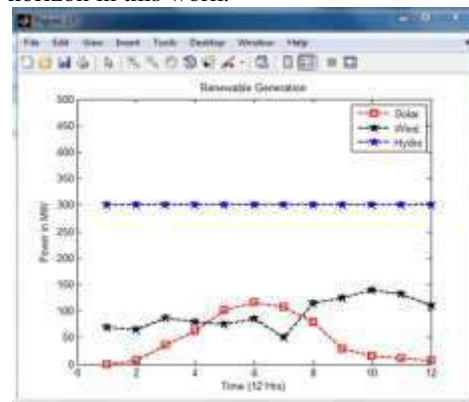 horizon in this work.
Figure 17
File Edit View Insert Tools Desktop Window Help
Renewable Generation
500
450
400
350
300
250
200
150
100
50
0
Power in MW
Solar
Wind
Hydro
0 2 4 6 8 10 12
Time (12 Hrs)